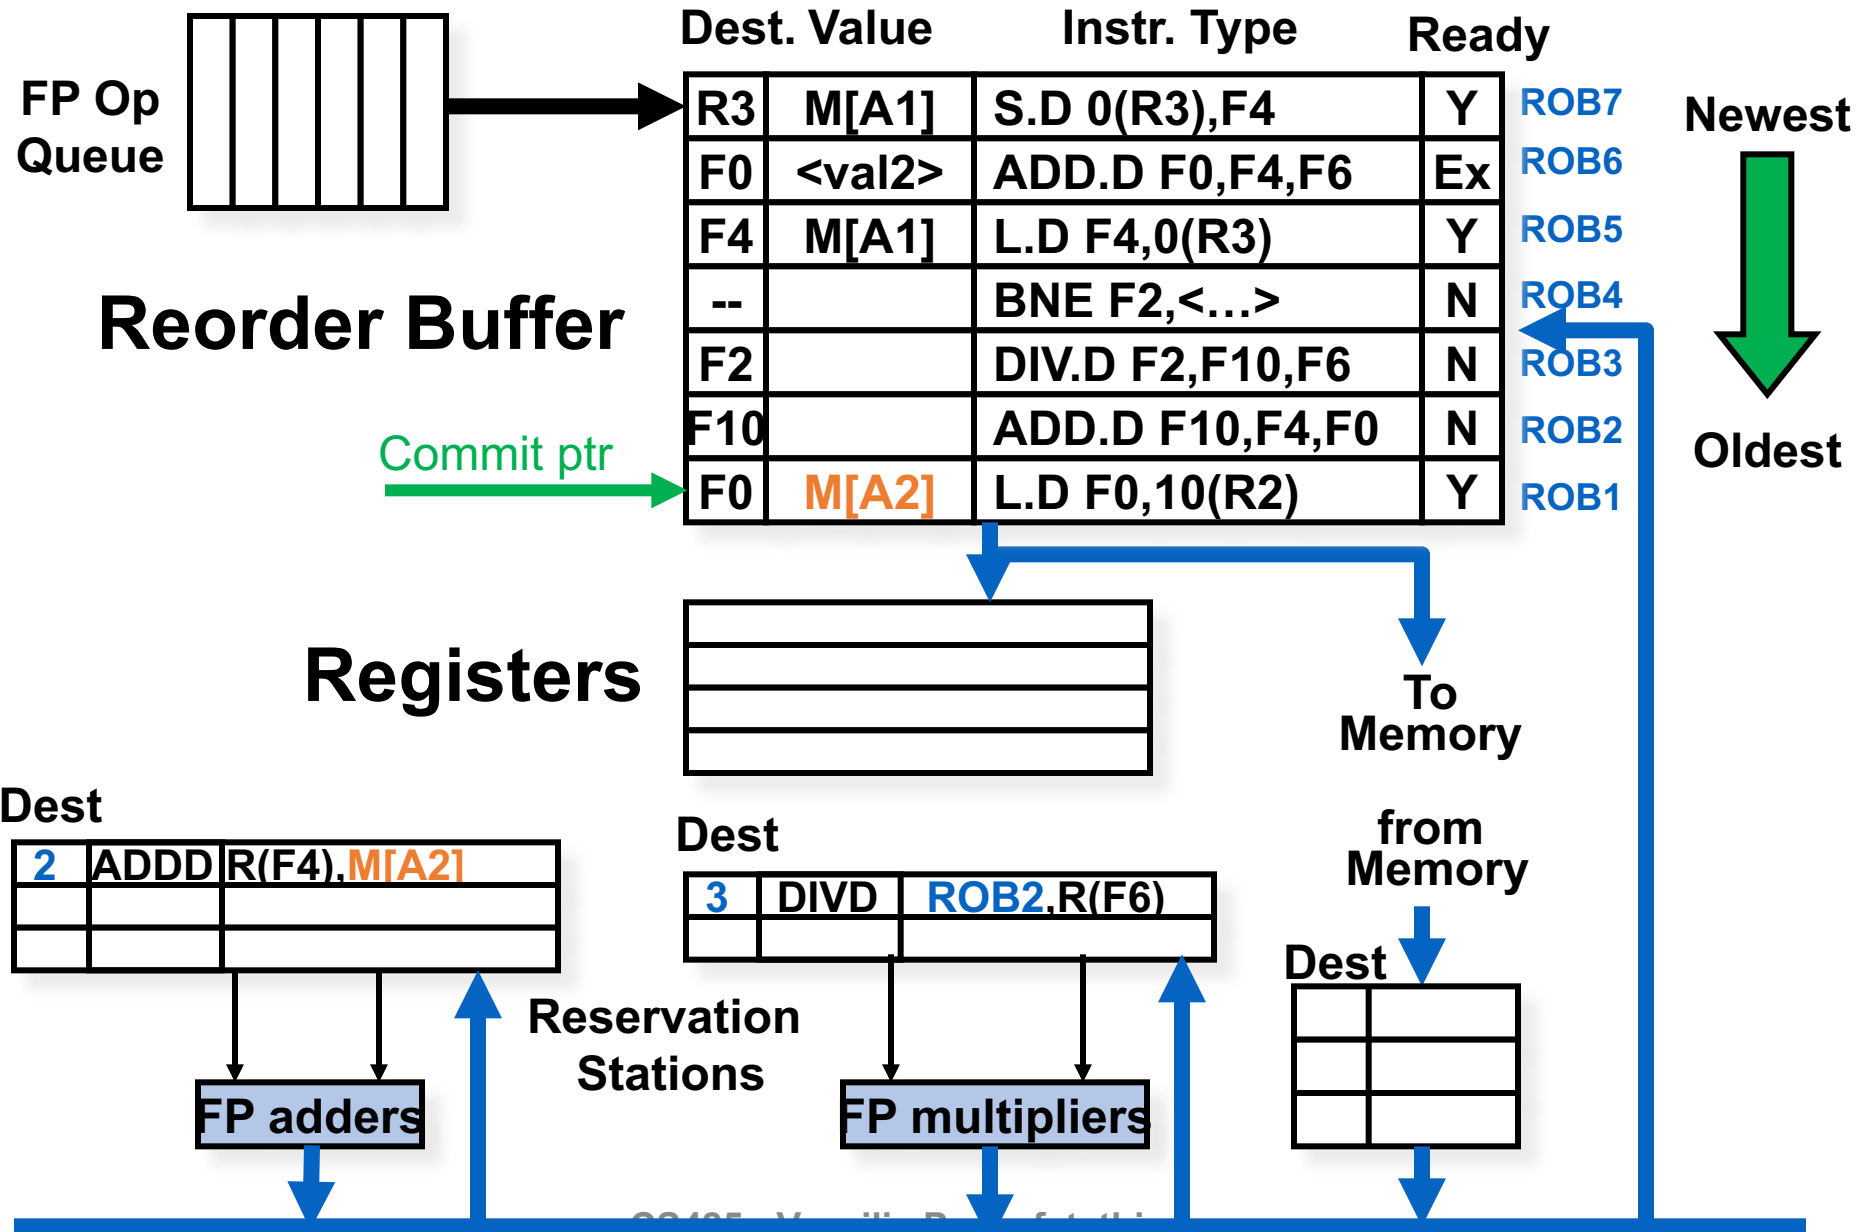 Dest. Value Instr. Type Ready
FP Op
Queue
R3 M[A1] S.D 0(R3),F4 Y ROB7
F0 <val2> ADD.D F0,F4,F6 Ex ROB6
F4 M[A1] L.D F4,0(R3) Y ROB5
-- BNE F2,<...> N ROB4
F2 DIV.D F2,F10,F6 N ROB3
F10 ADD.D F10,F4,F0 N ROB2
F0 M[A2] L.D F0,10(R2) Y ROB1
Newest
Oldest
Reorder Buffer
Commit ptr
Registers
To
Memory
Dest
2 ADDD R(F4),M[A2]
Dest
3 DIVD ROB2,R(F6)
from
Memory
Dest
Reservation
Stations
FP adders
FP multipliers